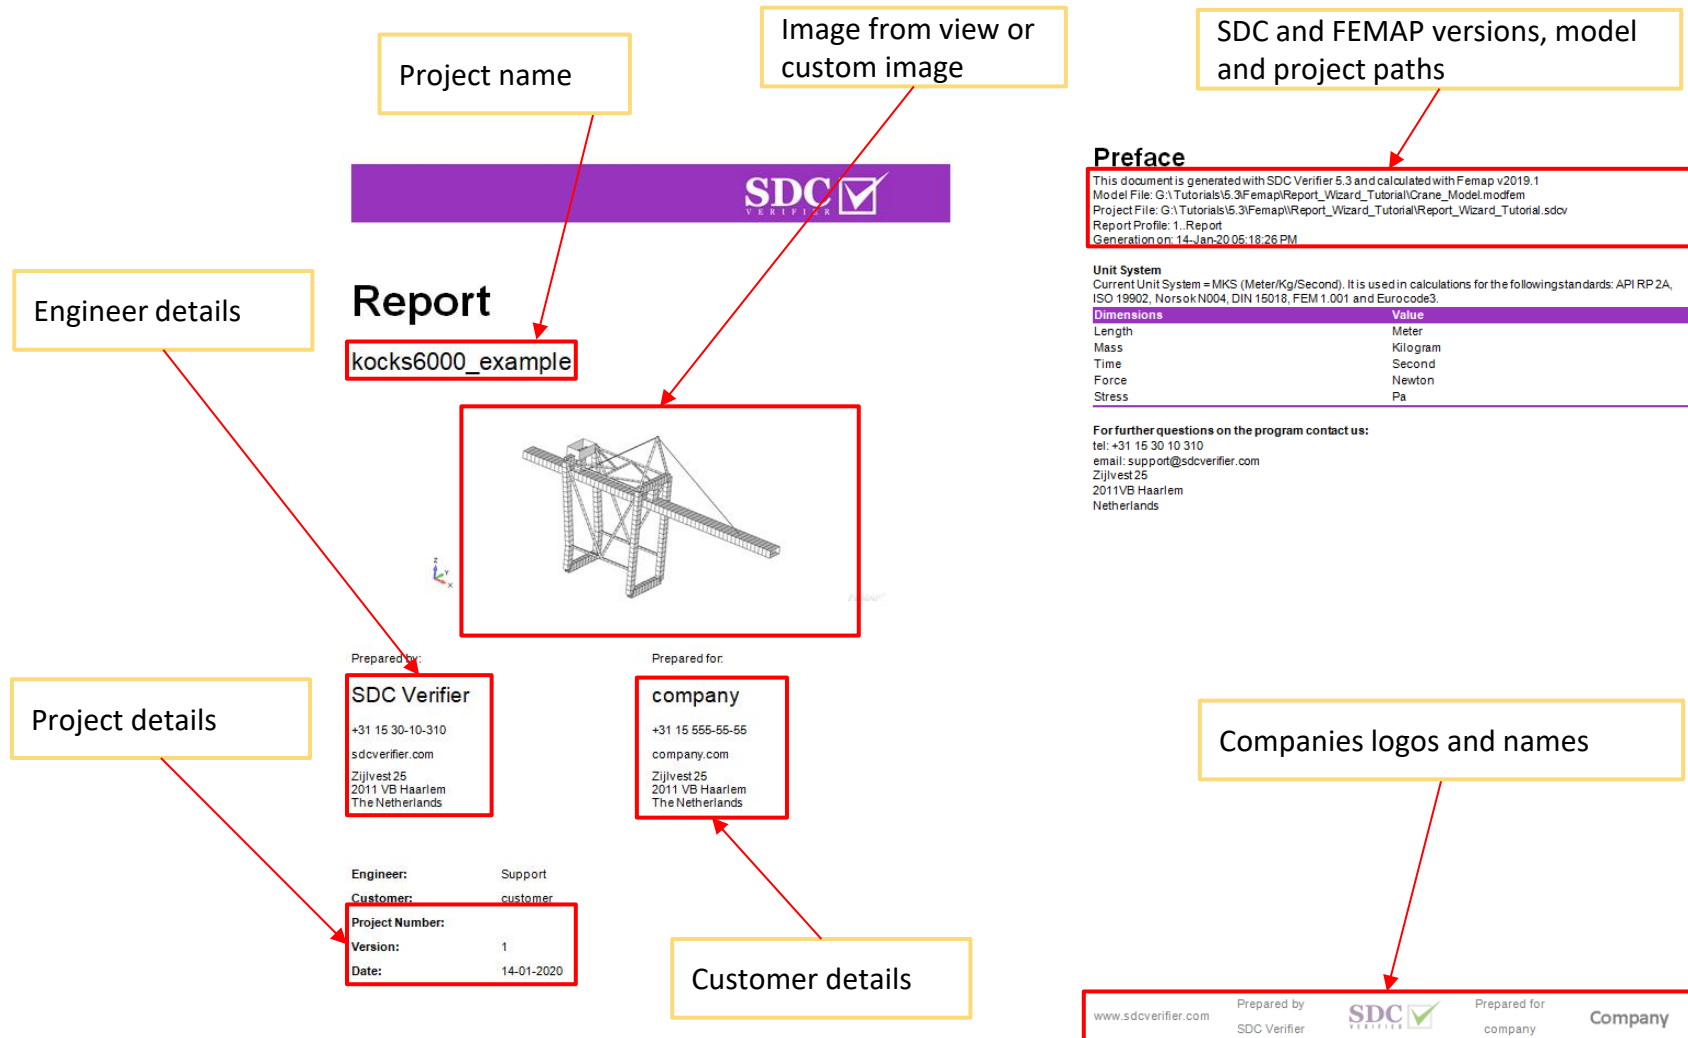 Project name
Image from view or
custom image
SDC and FEMAP versions, model
and project paths
Engineer details
Project details
Customer details
Companies logos and names
SDC
VERIFIER
Report
kocks6000_example
Z
Y
X
FEMAP
Prepared by:
SDC Verifier
+31 15 30-10-310
sdcverifier.com
Zijlvest 25
2011 VB Haarlem
The Netherlands
Prepared for:
company
+31 15 555-55-55
company.com
Zijlvest 25
2011 VB Haarlem
The Netherlands
Engineer: Support
Customer: customer
Project Number:
Version: 1
Date: 14-01-2020
Preface
This document is generated with SDC Verifier 5.3 and calculated with Femap v2019.1
Model File: G:\Tutorials\5.3\Femap\Report_Wizard_Tutorial\Crane_Model.modfem
Project File: G:\Tutorials\5.3\Femap\\Report_Wizard_Tutorial\Report_Wizard_Tutorial.sdcv
Report Profile: 1..Report
Generation on: 14-Jan-20 05:18:26 PM
Unit System
Current Unit System = MKS (Meter/Kg/Second). It is used in calculations for the following standards: API RP 2A,
ISO 19902, Norsok N004, DIN 15018, FEM 1.001 and Eurocode3.
Dimensions Value
Length Meter
Mass Kilogram
Time Second
Force Newton
Stress Pa
For further questions on the program contact us:
tel: +31 15 30 10 310
email: support@sdcverifier.com
Zijlvest 25
2011VB Haarlem
Netherlands
www.sdcverifier.com
Prepared by
SDC Verifier
SDC
VERIFIER
Prepared for
company
Company